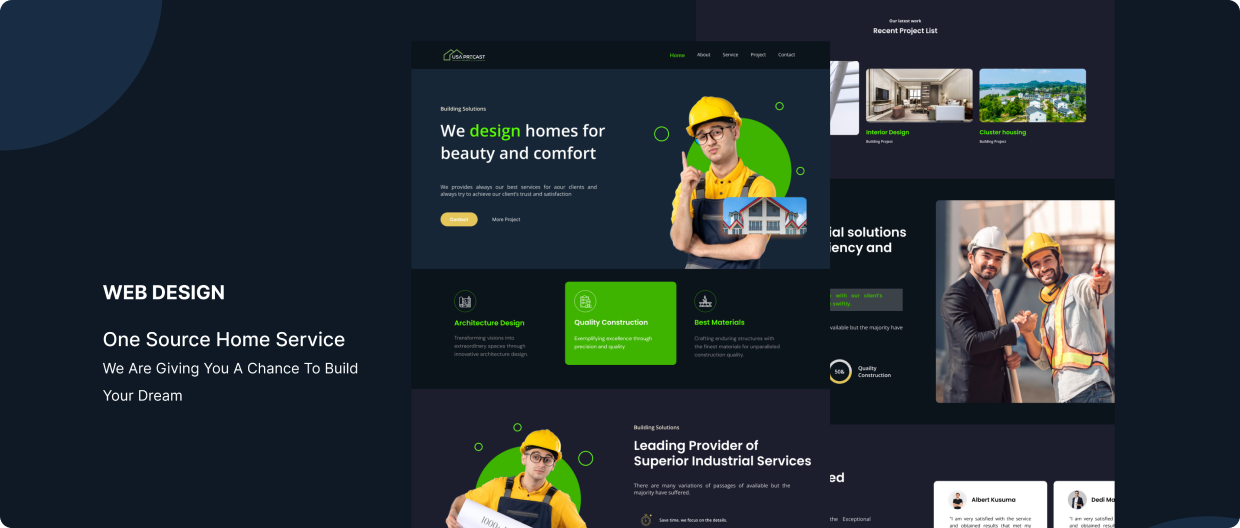 WEB DESIGN
One Source Home Service
We Are Giving You A Chance To Build
Your Dream
USA PRECAST
Home
About
Service
Project
Contact
Building Solutions
We design homes for
beauty and comfort
We provides always our best services for aour clients and
always try to achieve our client's trust and satisfaction
Contact
More Project
Architecture Design
Transforming visions into
extraordinary spaces through
innovative architecture design.
Quality Construction
Exemplifying excellence through
precision and quality
Best Materials
Crafting enduring structures with
the finest materials for unparalleled
construction quality.
Building Solutions
Leading Provider of
Superior Industrial Services
There are many variations of passages of available but the
majority have suffered.
Save time. we focus on the details.
Our latest work
Recent Project List
Interior Design
Building Project
Cluster housing
Building Project
ial solutions
iency and
with our client's
swiftly.
vailable but the majority have
Quality
Construction
ed
the Exceptional
Albert Kusuma
"I am very satisfied with the service
and obtained results that met my
Dedi Ma
"I am very satisfied
and obtained resul